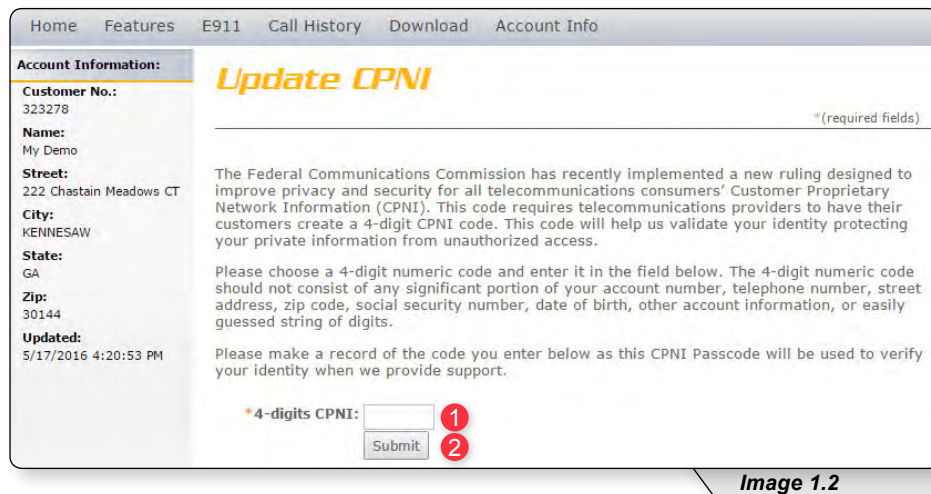 Home Features E911 Call History Download Account Info
Account Information:
Customer No.:
323278
Name:
My Demo
Street:
222 Chastain Meadows CT
City:
KENNESAW
State:
GA
Zip:
30144
Updated:
5/17/2016 4:20:53 PM
Update CPNI
*(required fields)
The Federal Communications Commission has recently implemented a new ruling designed to
improve privacy and security for all telecommunications consumers' Customer Proprietary
Network Information (CPNI). This code requires telecommunications providers to have their
customers create a 4-digit CPNI code. This code will help us validate your identity protecting
your private information from unauthorized access.
Please choose a 4-digit numeric code and enter it in the field below. The 4-digit numeric code
should not consist of any significant portion of your account number, telephone number, street
address, zip code, social security number, date of birth, other account information, or easily
guessed string of digits.
Please make a record of the code you enter below as this CPNI Passcode will be used to verify
your identity when we provide support.
*4-digits CPNI: 1
Submit 2
Image 1.2